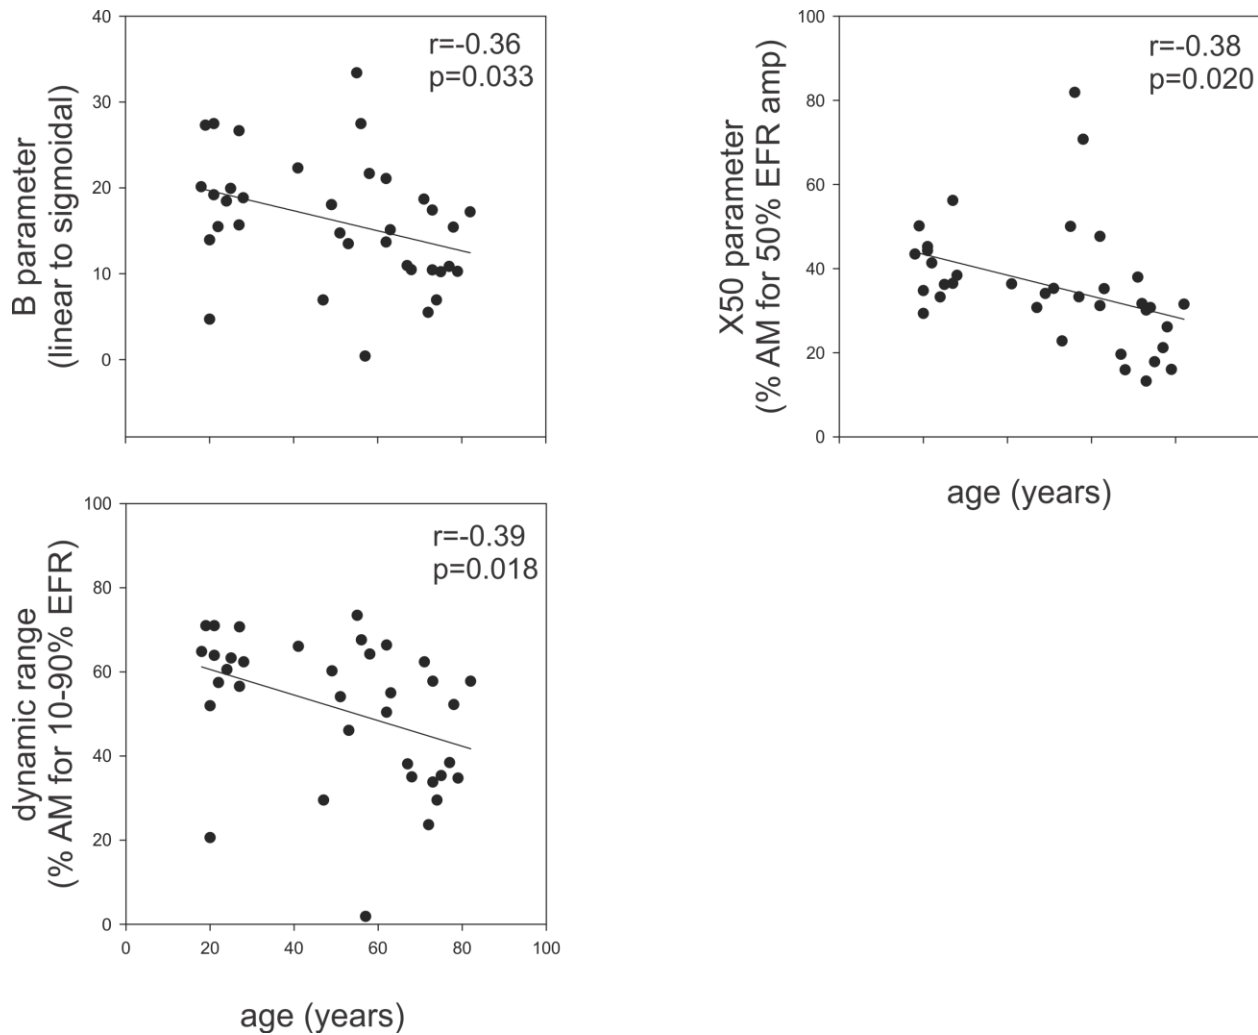 40
30
20
10
0
B parameter
(linear to sigmoidal)
r=-0.36
p=0.033
100
80
60
40
20
0
X50 parameter
(% AM for 50% EFR amp)
r=-0.38
p=0.020
age (years)
100
80
60
40
20
0
dynamic range
(% AM for 10-90% EFR)
r=-0.39
p=0.018
0 20 40 60 80 100
age (years)